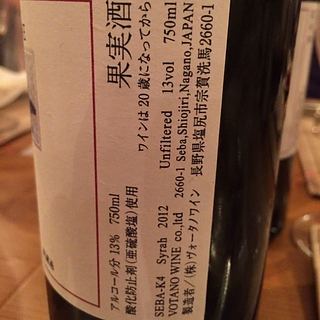 果実酒
ワインは20歳になってから
アルコール分 13% 750ml
酸化防止剤(亜硫酸塩)使用
SEBA-K4 Syrah 2012 Unfiltered 13vol 750ml
VOTANO WINE co.,ltd 2660-1 Seba,Shiojiri,Nagano,JAPAN
製造者/(株)ヴォータノワイン 長野県塩尻市宗賀洗馬2660-1